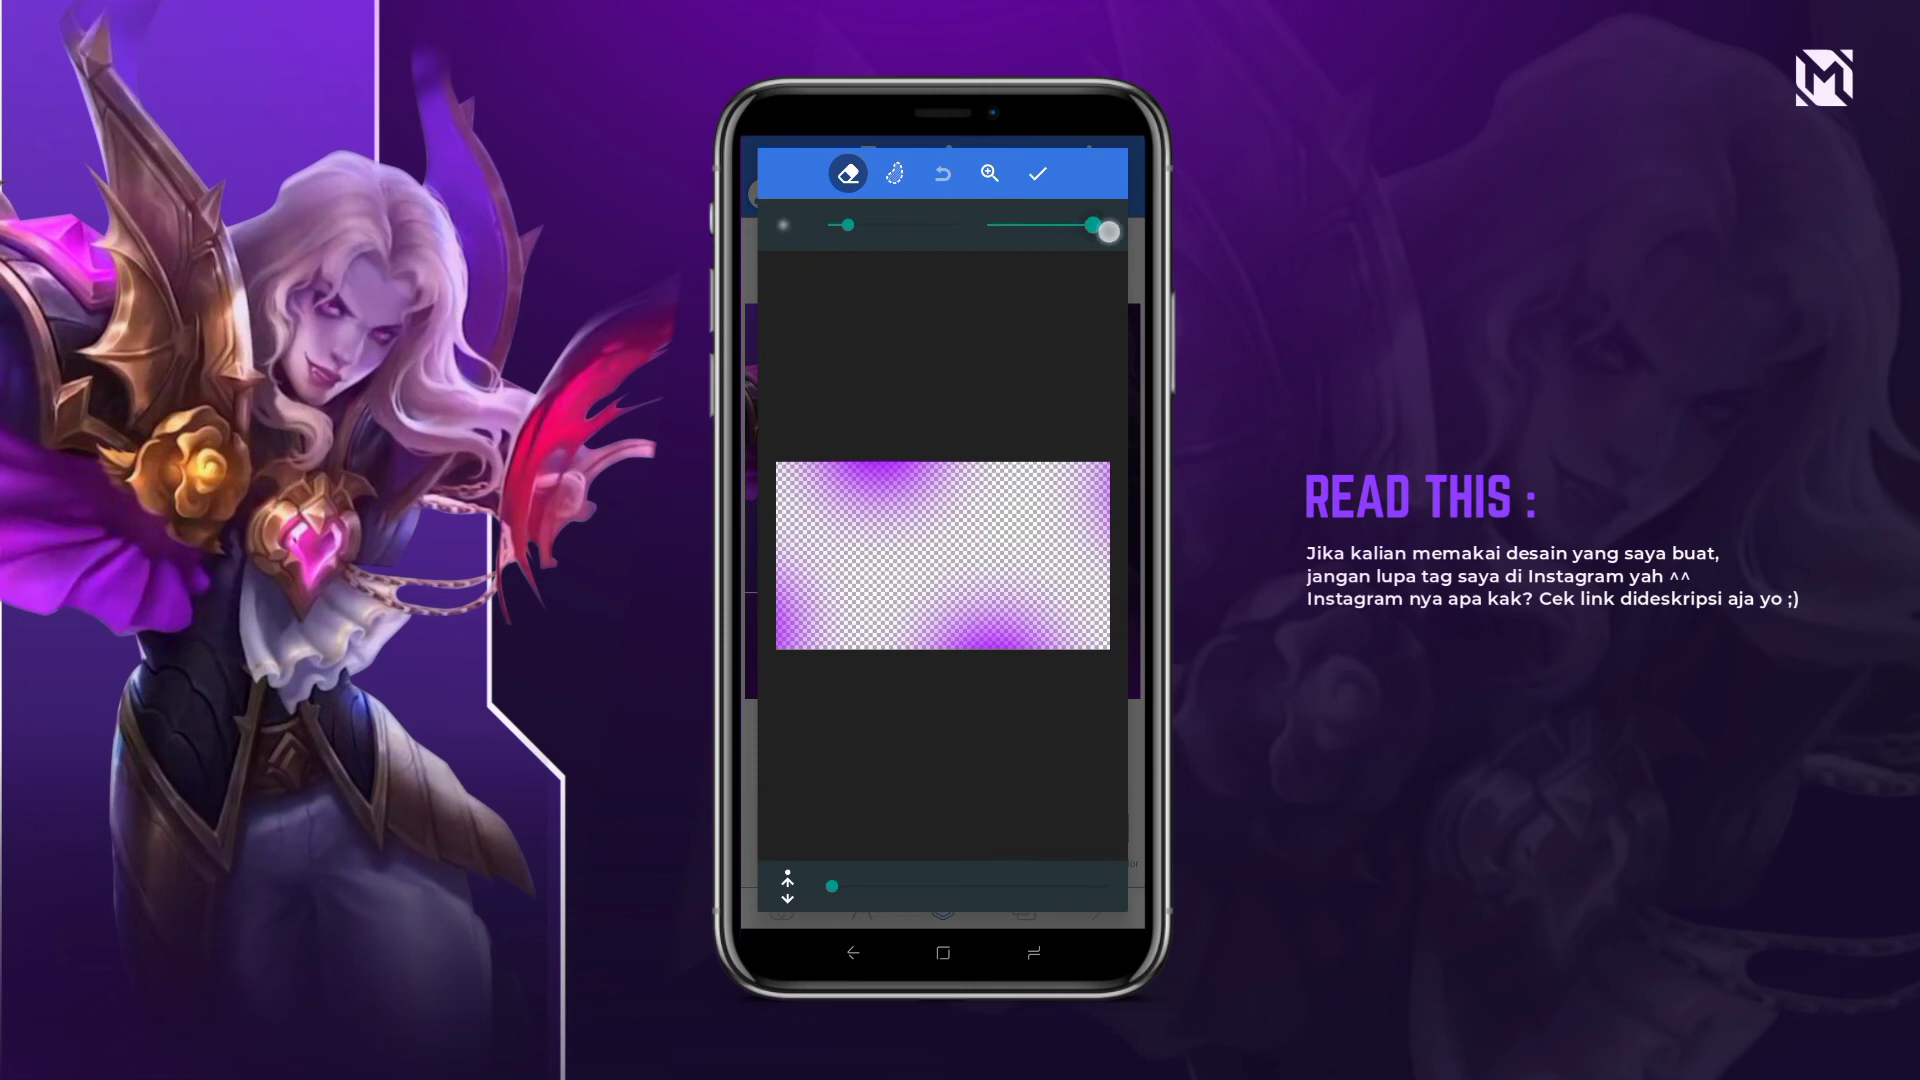 READ THIS :
Jika kalian memakai desain yang saya buat,
jangan lupa tag saya di Instagram yah ^^
Instagram nya apa kak? Cek link dideskripsi aja yo ;)